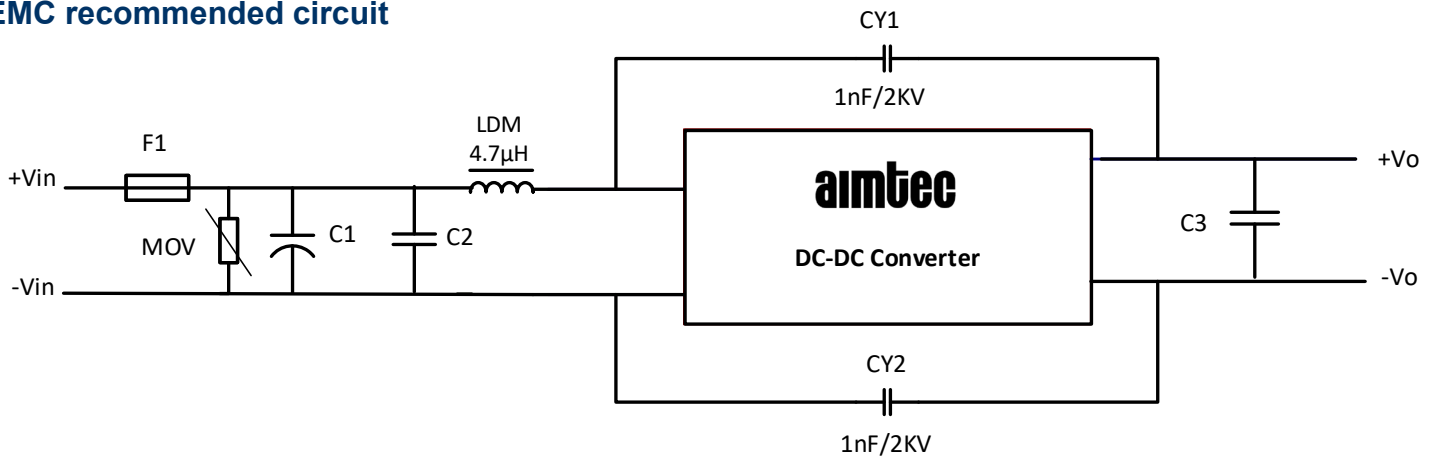 EMC recommended circuit
CY1
1nF/2KV
LDM
4.7µH
F1
+Vin
MOV
C1
C2
-Vin
aimtec
DC-DC Converter
+Vo
C3
-Vo
CY2
1nF/2KV